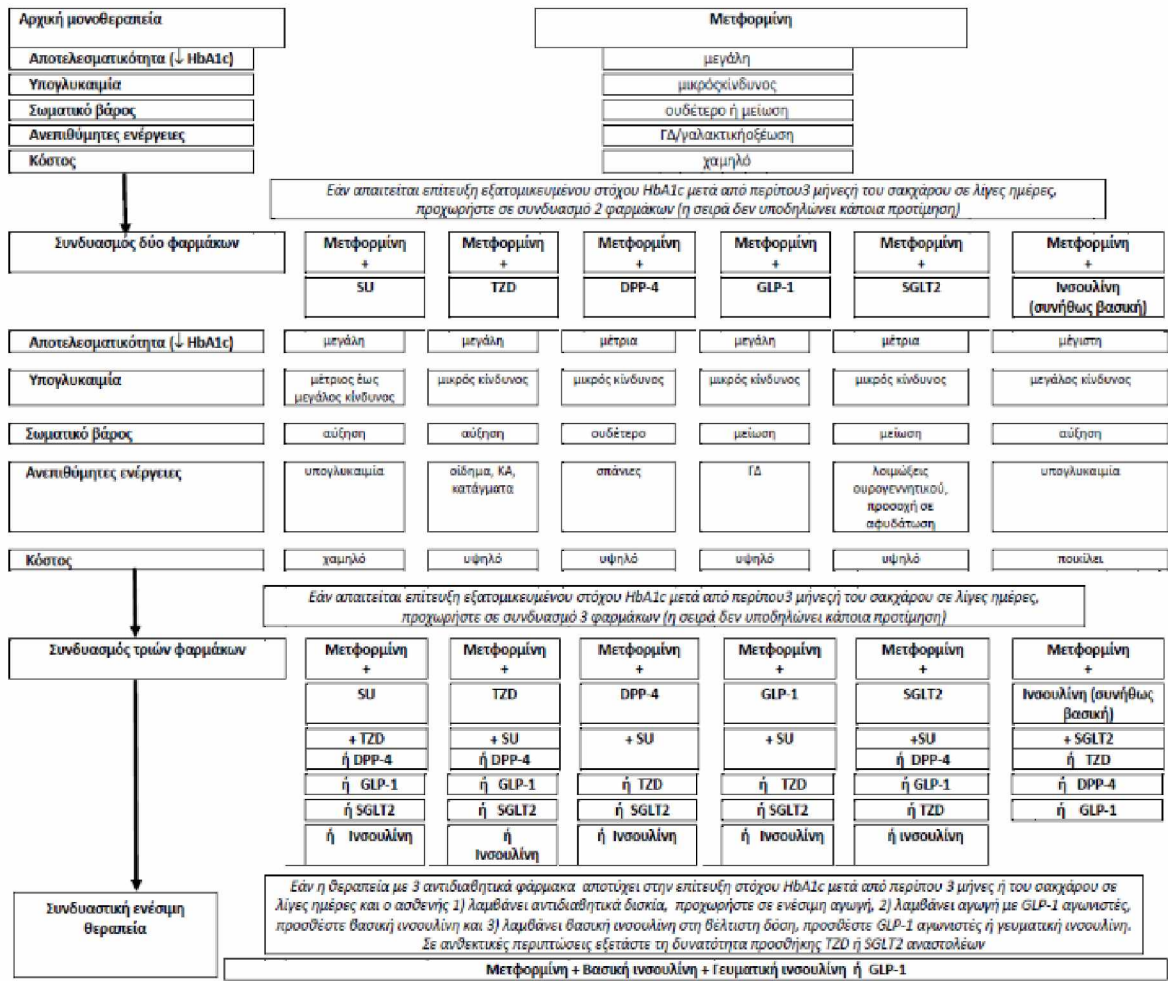 Αρχική μονοθεραπεία Μετφορμίνη
Αποτελεσματικότητα (↓ HbA1c) μεγάλη
Υπογλυκαιμία μικρόςκίνδυνος
Σωματικό βάρος ουδέτερο ή μείωση
Ανεπιθύμητες ενέργειες ΓΔ/γαλακτικήοξέωση
Κόστος χαμηλό
Εάν απαιτείται επίτευξη εξατομικευμένου στόχου HbA1c μετά από περίπου3 μήνεςή του σακχάρου σε λίγες ημέρες,
προχωρήστε σε συνδυασμό 2 φαρμάκων (η σειρά δεν υποδηλώνει κάποια προτίμηση)
Συνδυασμός δύο φαρμάκων Μετφορμίνη Μετφορμίνη Μετφορμίνη Μετφορμίνη Μετφορμίνη Μετφορμίνη
+ + + + + +
SU TZD DPP-4 GLP-1 SGLT2 Ινσουλίνη
(συνήθως βασική)
Αποτελεσματικότητα (↓ HbA1c) μεγάλη μεγάλη μέτρια μεγάλη μέτρια μέγιστη
Υπογλυκαιμία μέτριος έως μικρός κίνδυνος μικρός κίνδυνος μικρός κίνδυνος μικρός κίνδυνος μεγάλος κίνδυνος
μεγάλος κίνδυνος
Σωματικό βάρος αύξηση αύξηση ουδέτερο μείωση μείωση αύξηση
Ανεπιθύμητες ενέργειες υπογλυκαιμία οίδημα, ΚΑ, σπάνιες ΓΔ λοιμώξεις υπογλυκαιμία
κατάγματα ουρογεννητικού,
προσοχή σε
αφυδάτωση
Κόστος χαμηλό υψηλό υψηλό υψηλό υψηλό ποικίλει
Εάν απαιτείται επίτευξη εξατομικευμένου στόχου HbA1c μετά από περίπου3 μήνεςή του σακχάρου σε λίγες ημέρες,
προχωρήστε σε συνδυασμό 3 φαρμάκων (η σειρά δεν υποδηλώνει κάποια προτίμηση)
Συνδυασμός τριών φαρμάκων Μετφορμίνη Μετφορμίνη Μετφορμίνη Μετφορμίνη Μετφορμίνη Μετφορμίνη
+ + + + + +
SU TZD DPP-4 GLP-1 SGLT2 Ινσουλίνη (συνήθως
βασική)
+ TZD + SU + SU + SU +SU + SGLT2
ή DPP-4 ή DPP-4 ή DPP-4 ή TZD
ή GLP-1 ή GLP-1 ή TZD ή TZD ή GLP-1 ή DPP-4
ή SGLT2 ή SGLT2 ή SGLT2 ή SGLT2 ή TZD ή GLP-1
ή Ινσουλίνη ή Ινσουλίνη ή Ινσουλίνη ή Ινσουλίνη ή ινσουλίνη
Συνδυαστική ενέσιμη
θεραπεία
Εάν η θεραπεία με 3 αντιδιαβητικά φάρμακα αποτύχει στην επίτευξη στόχου HbA1c μετά από περίπου 3 μήνες ή του σακχάρου σε
λίγες ημέρες και ο ασθενής 1) λαμβάνει αντιδιαβητικά δισκία, προχωρήστε σε ενέσιμη αγωγή, 2) λαμβάνει αγωγή με GLP-1 αγωνιστές,
προσθέστε βασική ινσουλίνη και 3) λαμβάνει βασική ινσουλίνη στη βέλτιστη δόση, προσθέστε GLP-1 αγωνιστές ή γευματική ινσουλίνη.
Σε ανθεκτικές περιπτώσεις εξετάστε τη δυνατότητα προσθήκης TZD ή SGLT2 αναστολέων
Μετφορμίνη + Βασική ινσουλίνη + Γευματική ινσουλίνη ή GLP-1